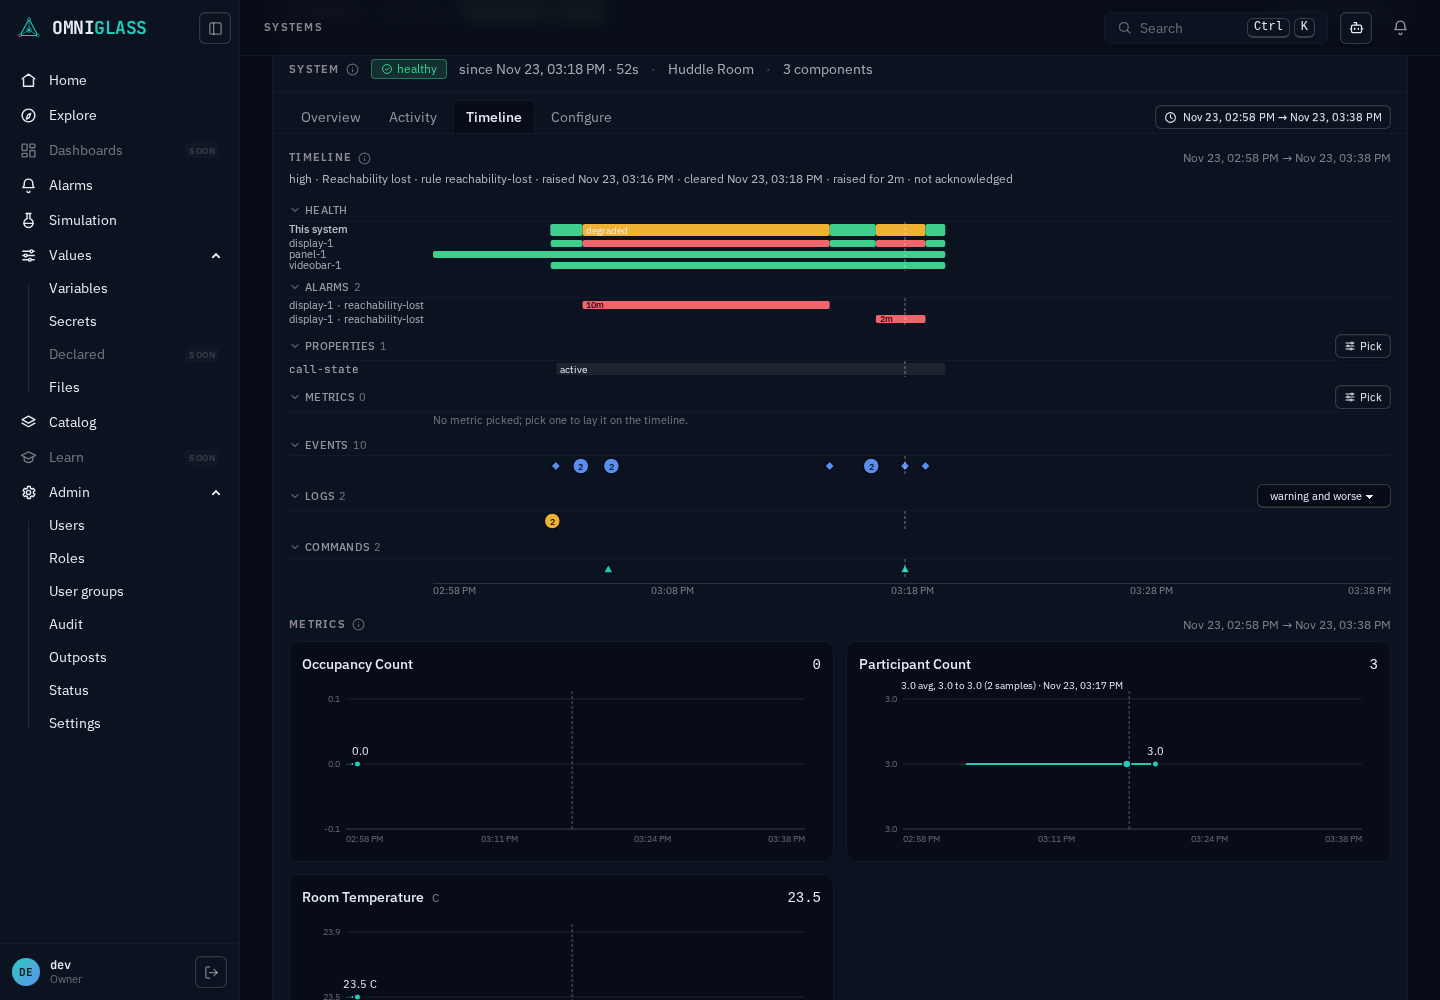 OMNIGLASS
SYSTEMS
Search
Ctrl K
Home
Explore
Dashboards SOON
Alarms
Simulation
Values
Variables
Secrets
Declared SOON
Files
Catalog
Learn SOON
Admin
Users
Roles
User groups
Audit
Outposts
Status
Settings
DE
dev
Owner
SYSTEM healthy since Nov 23, 03:18 PM · 52s · Huddle Room · 3 components
Overview Activity Timeline Configure
Nov 23, 02:58 PM → Nov 23, 03:38 PM
TIMELINE
Nov 23, 02:58 PM → Nov 23, 03:38 PM
high · Reachability lost · rule reachability-lost · raised Nov 23, 03:16 PM · cleared Nov 23, 03:18 PM · raised for 2m · not acknowledged
HEALTH
This system degraded
display-1
panel-1
videobar-1
ALARMS 2
display-1 · reachability-lost 10m
display-1 · reachability-lost 2m
PROPERTIES 1
Pick
call-state active
METRICS 0
Pick
No metric picked; pick one to lay it on the timeline.
EVENTS 10
2 2 2
LOGS 2
warning and worse
2
COMMANDS 2
02:58 PM 03:08 PM 03:18 PM 03:28 PM 03:38 PM
METRICS
Nov 23, 02:58 PM → Nov 23, 03:38 PM
Occupancy Count 0
0.1
0.0
0.0
-0.1
02:58 PM 03:11 PM 03:24 PM 03:38 PM
Participant Count 3
3.0 avg, 3.0 to 3.0 (2 samples) · Nov 23, 03:17 PM
3.0
3.0
3.0
3.0
02:58 PM 03:11 PM 03:24 PM 03:38 PM
Room Temperature C 23.5
23.9
23.5 C
23.5